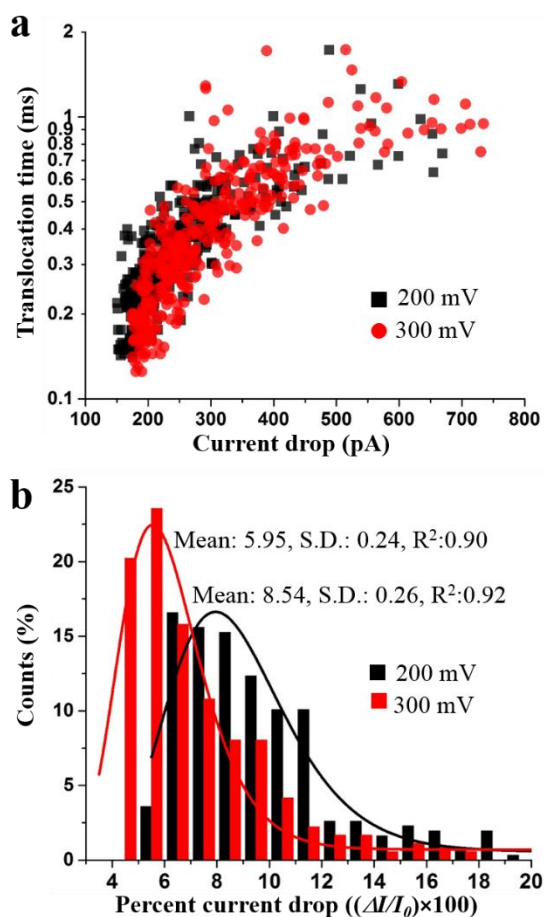 a
2
1
0.9
0.8
0.7
0.6
0.5
0.4
0.3
0.2
0.1
Translocation time (ms)
200 mV
300 mV
100 200 300 400 500 600 700 800
Current drop (pA)
b
25
20
15
10
5
0
Counts (%)
Mean: 5.95, S.D.: 0.24, R²:0.90
Mean: 8.54, S.D.: 0.26, R²:0.92
200 mV
300 mV
4 6 8 10 12 14 16 18 20
Percent current drop ((ΔI/I₀)×100)